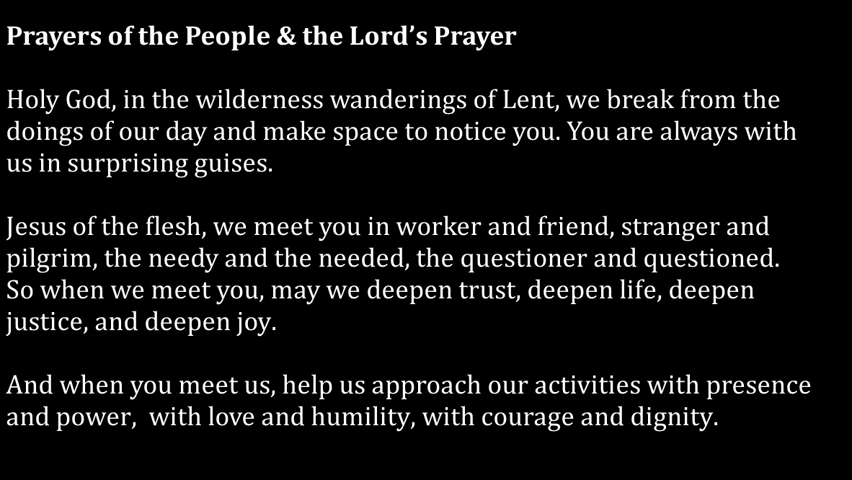 Prayers of the People & the Lord’s Prayer
Holy God, in the wilderness wanderings of Lent, we break from the
doings of our day and make space to notice you. You are always with
us in surprising guises.
Jesus of the flesh, we meet you in worker and friend, stranger and
pilgrim, the needy and the needed, the questioner and questioned.
So when we meet you, may we deepen trust, deepen life, deepen
justice, and deepen joy.
And when you meet us, help us approach our activities with presence
and power,  with love and humility, with courage and dignity.